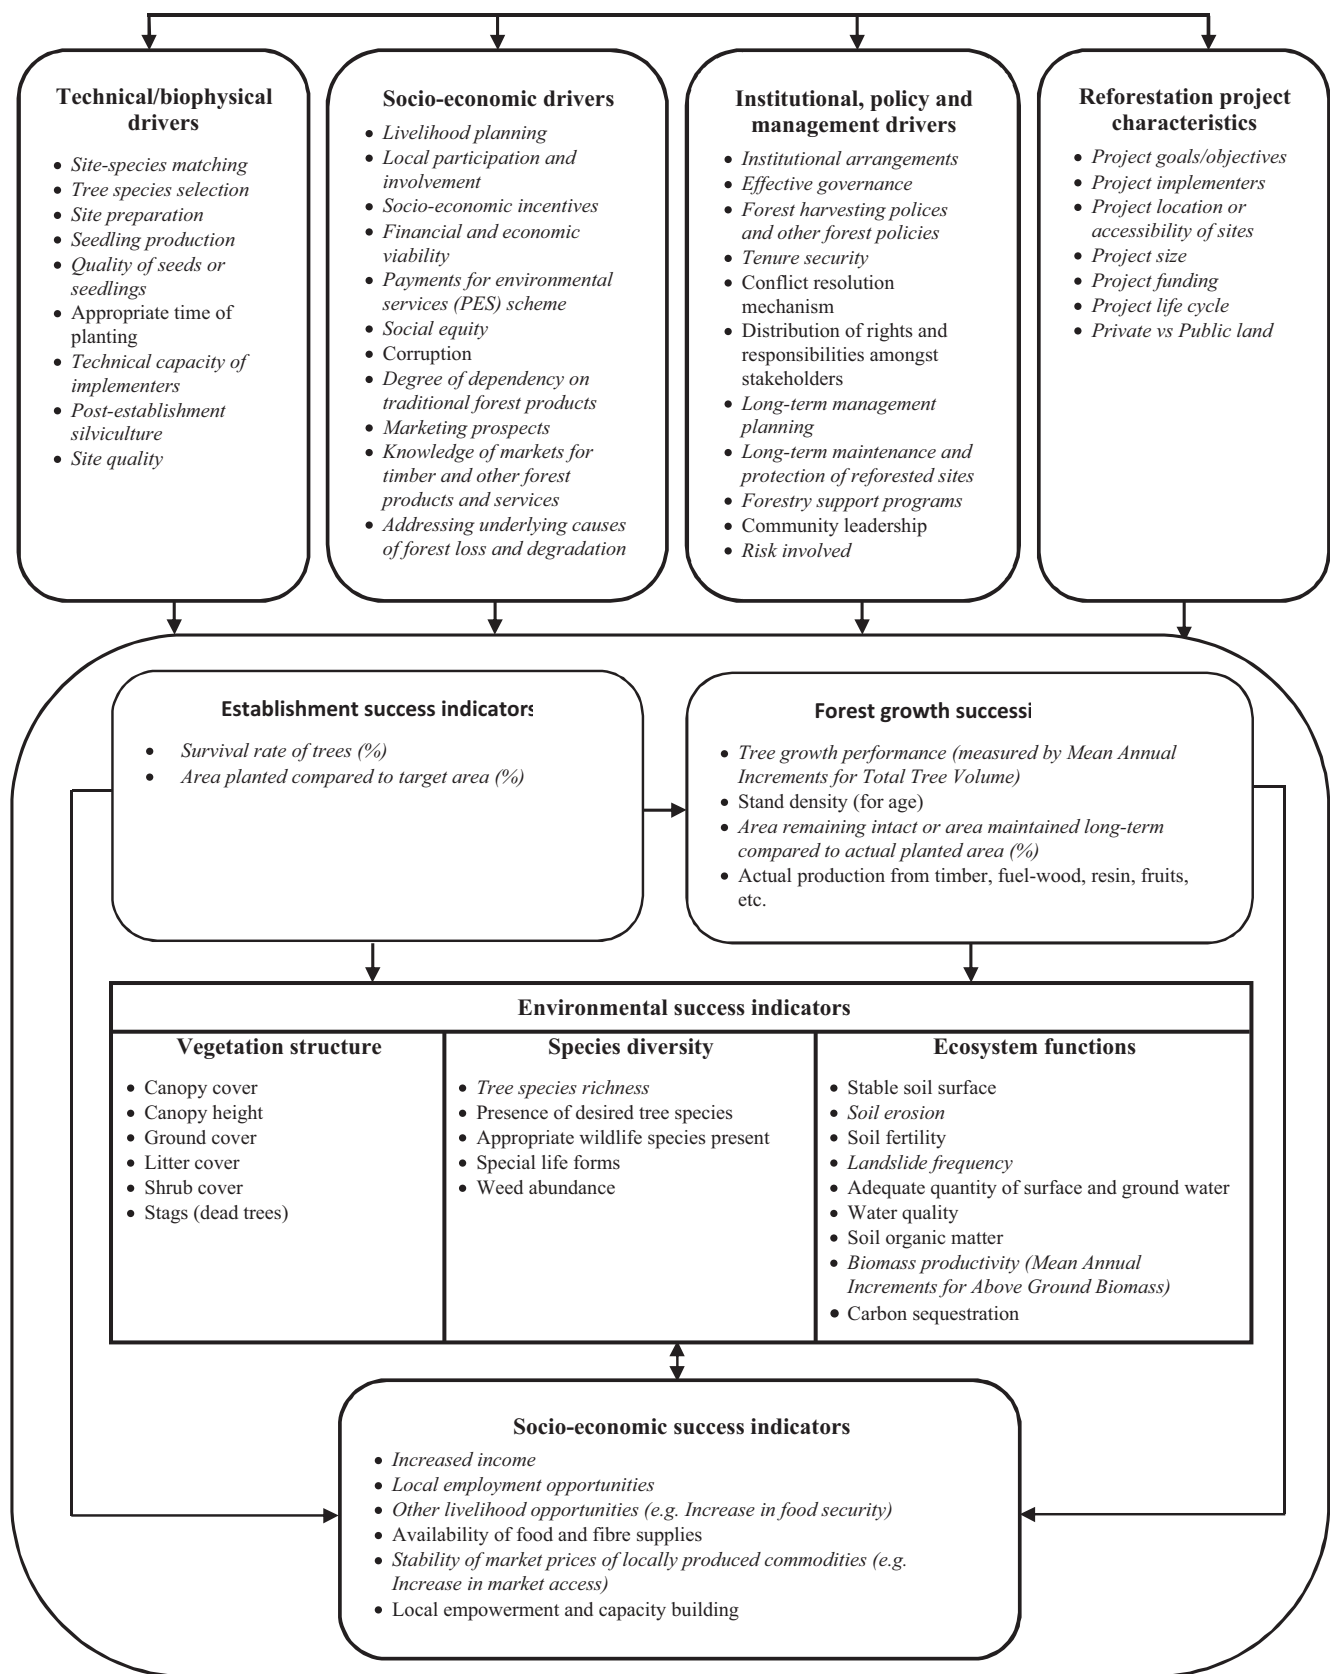 Technical/biophysical
drivers
• Site-species matching
• Tree species selection
• Site preparation
• Seedling production
• Quality of seeds or
seedlings
• Appropriate time of
planting
• Technical capacity of
implementers
• Post-establishment
silviculture
• Site quality
Socio-economic drivers
• Livelihood planning
• Local participation and
involvement
• Socio-economic incentives
• Financial and economic
viability
• Payments for environmental
services (PES) scheme
• Social equity
• Corruption
• Degree of dependency on
traditional forest products
• Marketing prospects
• Knowledge of markets for
timber and other forest
products and services
• Addressing underlying causes
of forest loss and degradation
Institutional, policy and
management drivers
• Institutional arrangements
• Effective governance
• Forest harvesting polices
and other forest policies
• Tenure security
• Conflict resolution
mechanism
• Distribution of rights and
responsibilities amongst
stakeholders
• Long-term management
planning
• Long-term maintenance and
protection of reforested sites
• Forestry support programs
• Community leadership
• Risk involved
Reforestation project
characteristics
• Project goals/objectives
• Project implementers
• Project location or
accessibility of sites
• Project size
• Project funding
• Project life cycle
• Private vs Public land
Establishment success indicators
• Survival rate of trees (%)
• Area planted compared to target area (%)
Forest growth success
• Tree growth performance (measured by Mean Annual
Increments for Total Tree Volume)
• Stand density (for age)
• Area remaining intact or area maintained long-term
compared to actual planted area (%)
• Actual production from timber, fuel-wood, resin, fruits,
etc.
Environmental success indicators
Vegetation structure
• Canopy cover
• Canopy height
• Ground cover
• Litter cover
• Shrub cover
• Stags (dead trees)
Species diversity
• Tree species richness
• Presence of desired tree species
• Appropriate wildlife species present
• Special life forms
• Weed abundance
Ecosystem functions
• Stable soil surface
• Soil erosion
• Soil fertility
• Landslide frequency
• Adequate quantity of surface and ground water
• Water quality
• Soil organic matter
• Biomass productivity (Mean Annual
Increments for Above Ground Biomass)
• Carbon sequestration
Socio-economic success indicators
• Increased income
• Local employment opportunities
• Other livelihood opportunities (e.g. Increase in food security)
• Availability of food and fibre supplies
• Stability of market prices of locally produced commodities (e.g.
Increase in market access)
• Local empowerment and capacity building